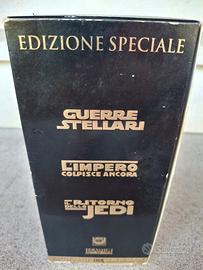 EDIZIONE SPECIALE
GUERRE
STELLARI
L'IMPERO
COLPISCE ANCORA
IL RITORNO
DELLO JEDI